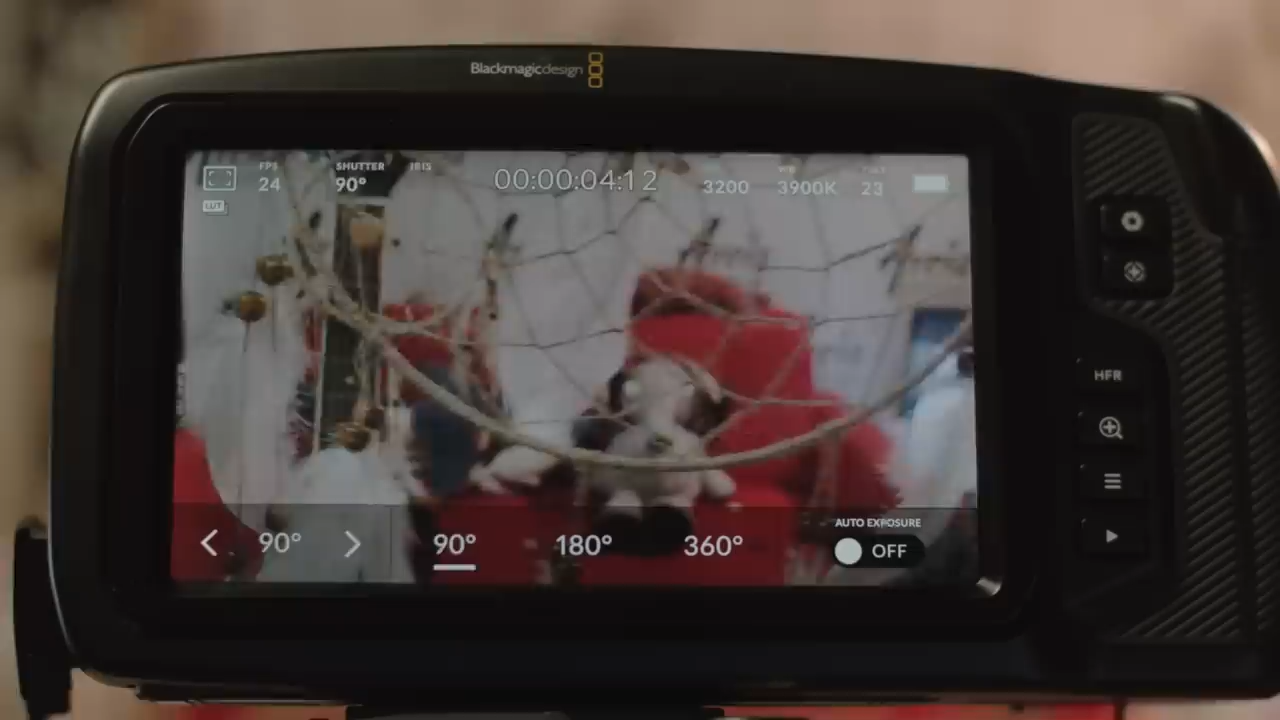 Blackmagicdesign
FPS SHUTTER IRIS
24 90° 00:00:04:12 3200 3900K 23
LUT
HFR
AUTO EXPOSURE
90° 90° 180° 360° OFF